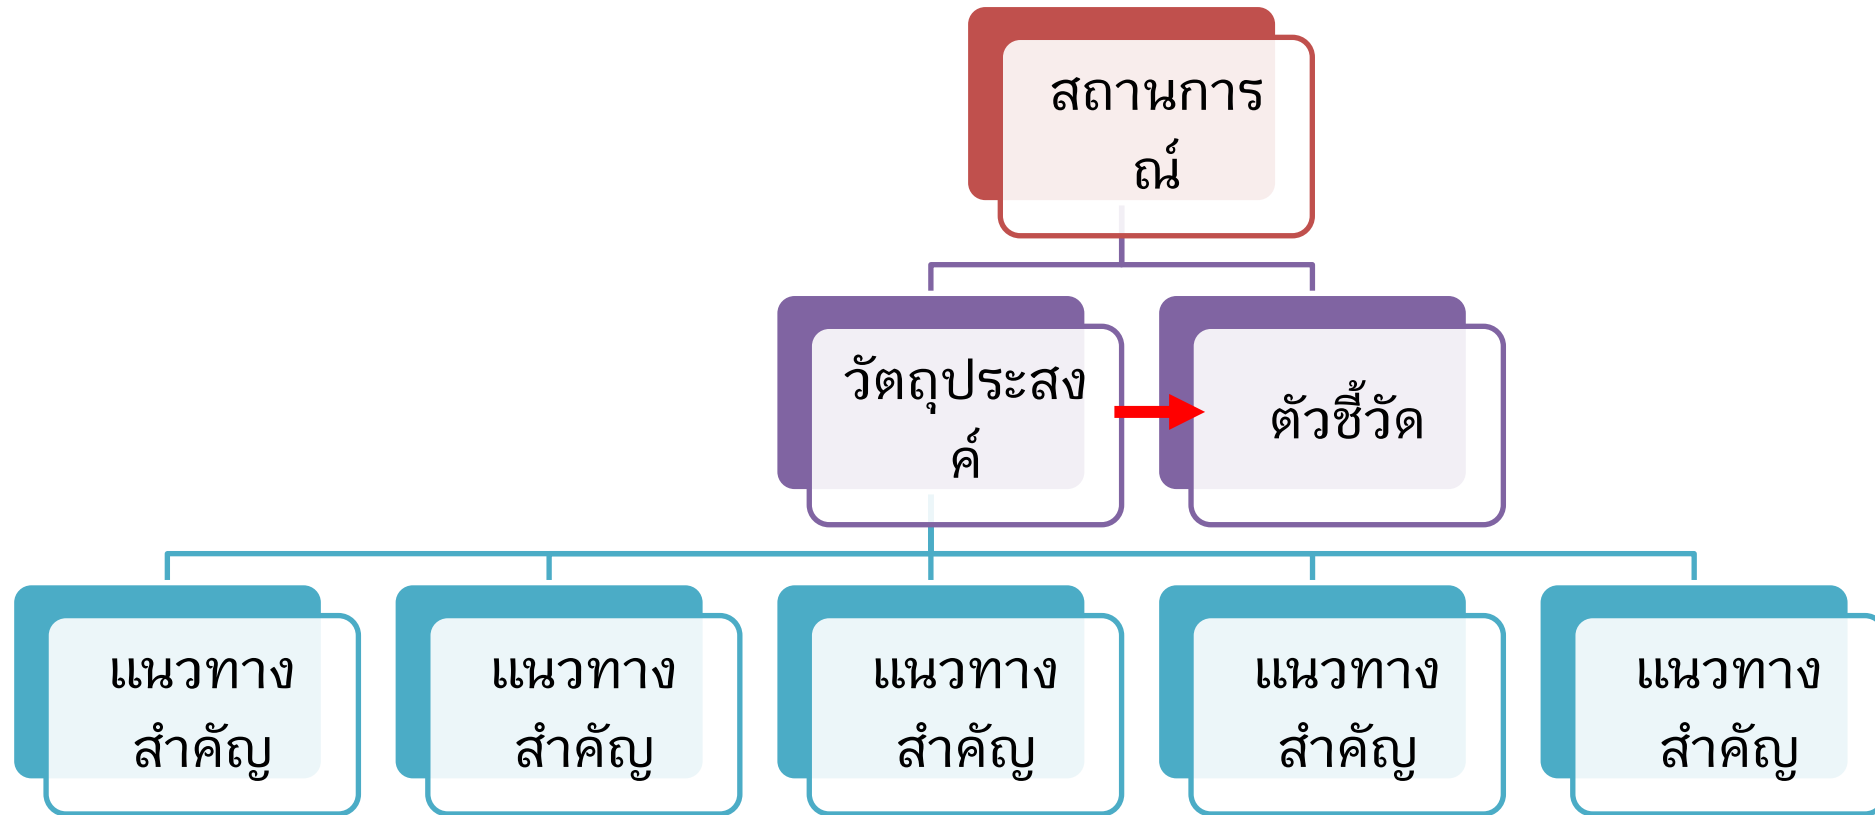 สถานการ
ณ์
วัตถุประสง
ค์
ตัวชี้วัด
แนวทาง
สำคัญ
แนวทาง
สำคัญ
แนวทาง
สำคัญ
แนวทาง
สำคัญ
แนวทาง
สำคัญ